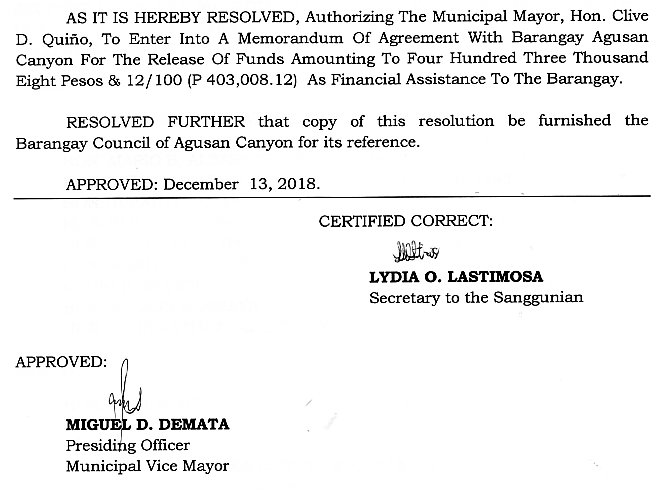 AS IT IS HEREBY RESOLVED, Authorizing The Municipal Mayor, Hon. Clive
D. Quiño, To Enter Into A Memorandum Of Agreement With Barangay Agusan
Canyon For The Release Of Funds Amounting To Four Hundred Three Thousand
Eight Pesos & 12/100 (P 403,008.12) As Financial Assistance To The Barangay.
RESOLVED FURTHER that copy of this resolution be furnished the
Barangay Council of Agusan Canyon for its reference.
APPROVED: December 13, 2018.
CERTIFIED CORRECT:
LYDIA O. LASTIMOSA
Secretary to the Sanggunian
APPROVED:
MIGUEL D. DEMATA
Presiding Officer
Municipal Vice Mayor